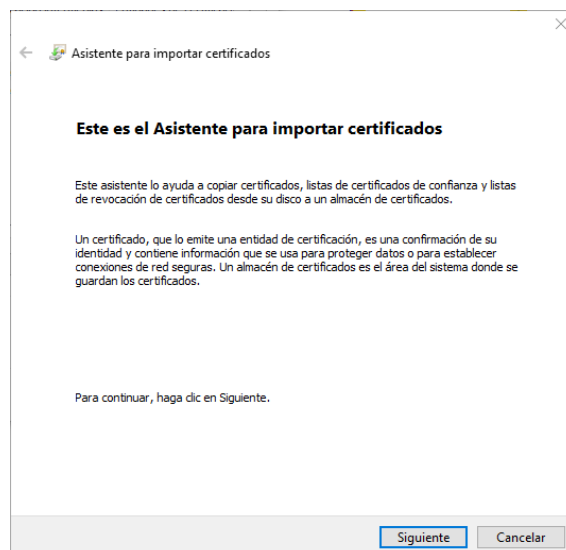 Asistente para importar certificados
Este es el Asistente para importar certificados
Este asistente lo ayuda a copiar certificados, listas de certificados de confianza y listas
de revocación de certificados desde su disco a un almacén de certificados.
Un certificado, que lo emite una entidad de certificación, es una confirmación de su
identidad y contiene información que se usa para proteger datos o para establecer
conexiones de red seguras. Un almacén de certificados es el área del sistema donde se
guardan los certificados.
Para continuar, haga clic en Siguiente.
Siguiente
Cancelar